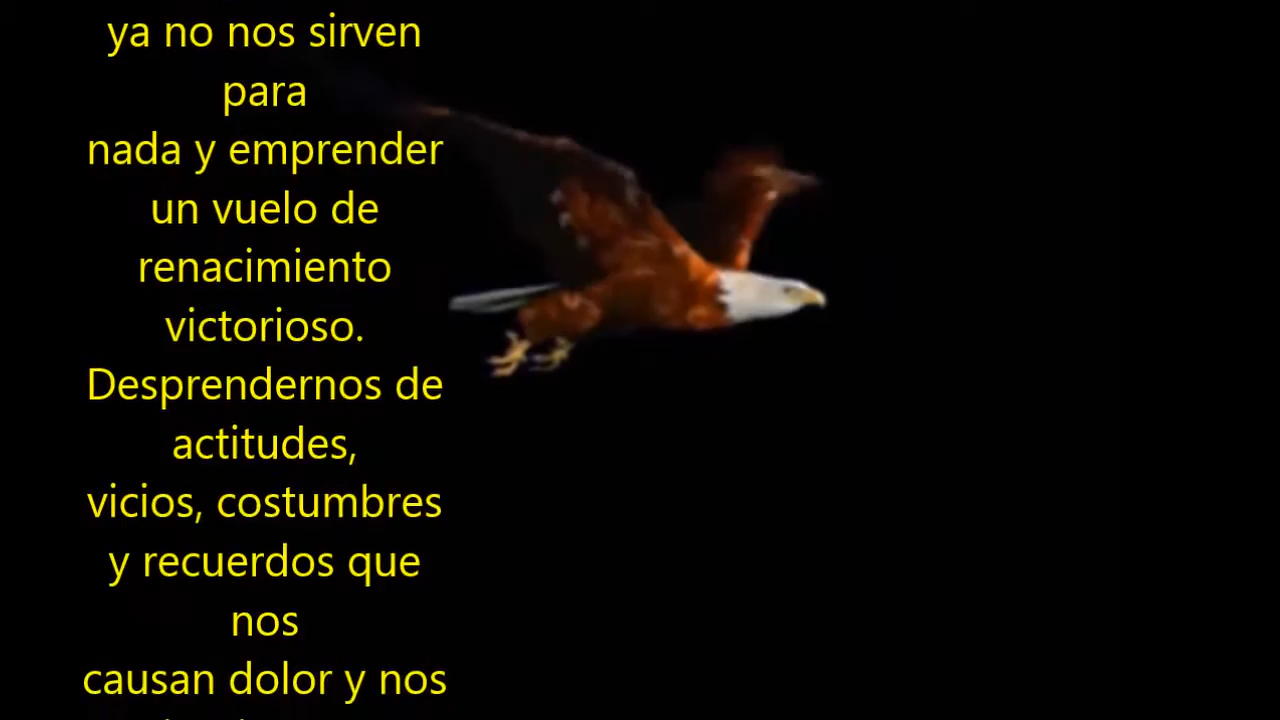 ya no nos sirven
para
nada y emprender
un vuelo de
renacimiento
victorioso.
Desprendernos de
actitudes,
vicios, costumbres
y recuerdos que
nos
causan dolor y nos